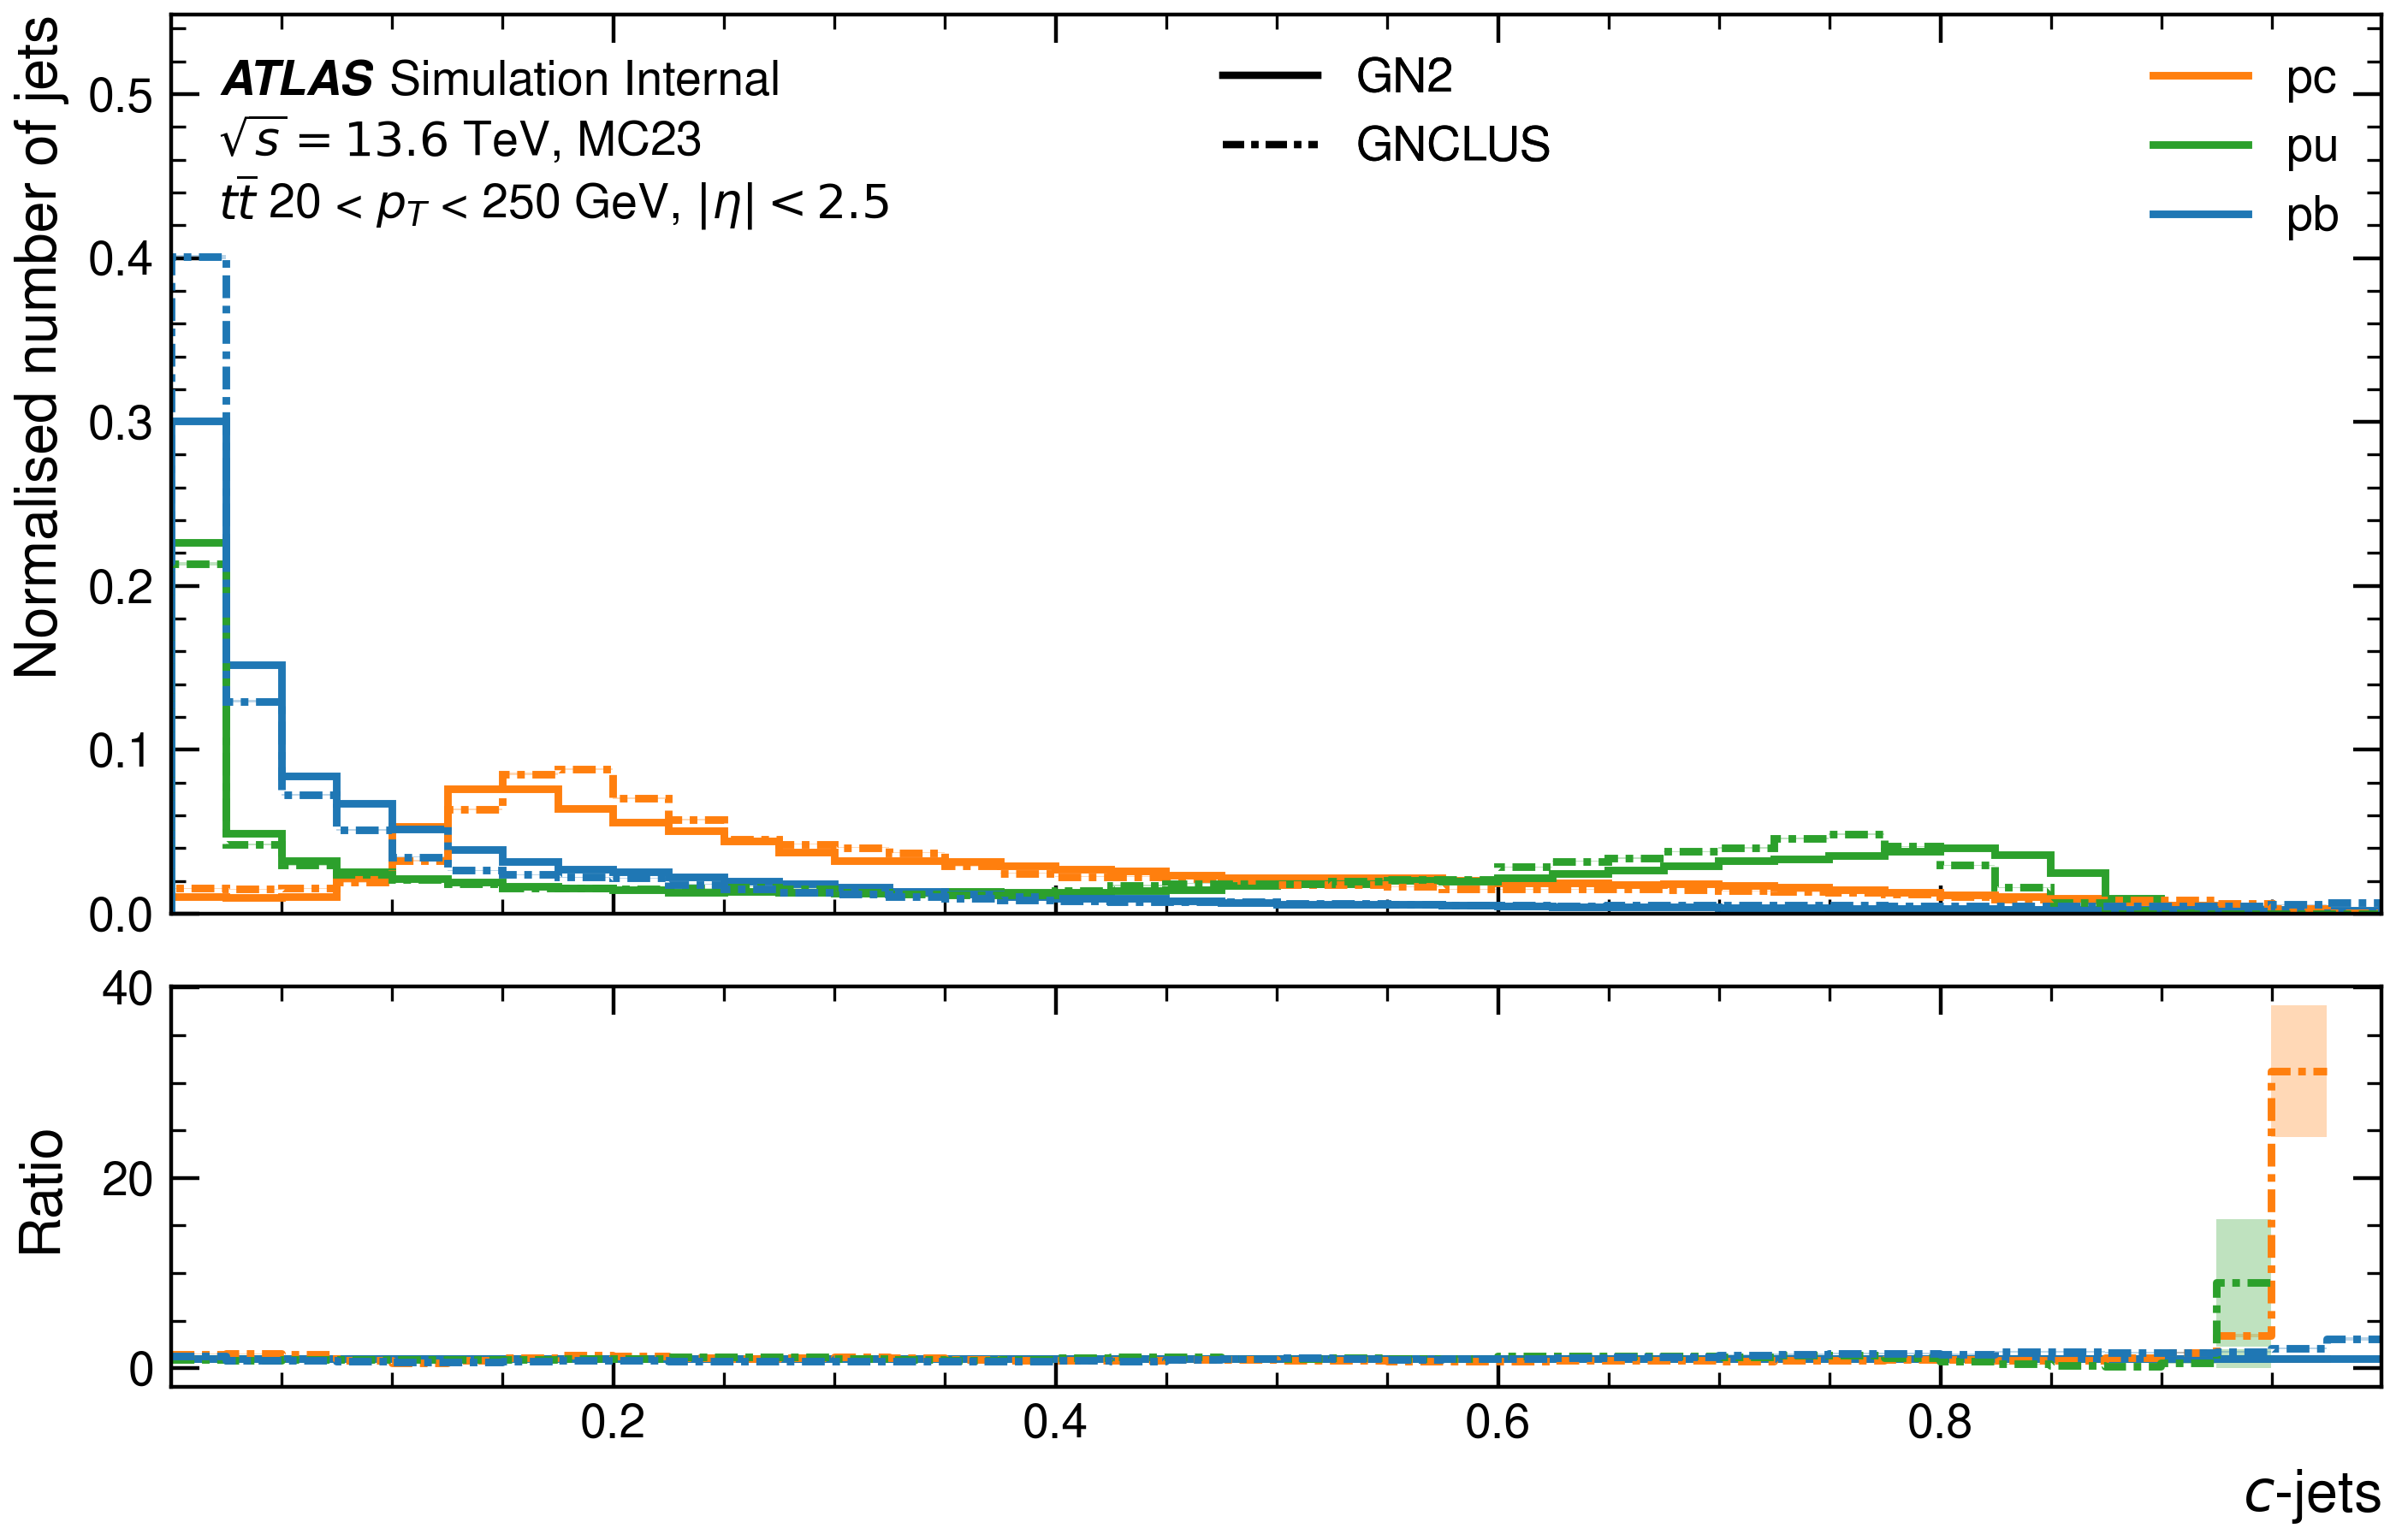 Normalised number of jets
0.5
0.4
0.3
0.2
0.1
0.0
ATLAS Simulation Internal
√s = 13.6 TeV, MC23
tt̄ 20 < p_T < 250 GeV, |η| < 2.5
GN2
GNCLUS
pc
pu
pb
Ratio
40
20
0
0.2 0.4 0.6 0.8
c-jets